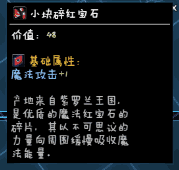 小块碎红宝石
价值: 48
基础属性:
魔法攻击+1
产地来自紫罗兰王国,
是优质的魔法红宝石的
碎片, 其以不可思议的
力量向周围缓慢吸收魔
法能量.